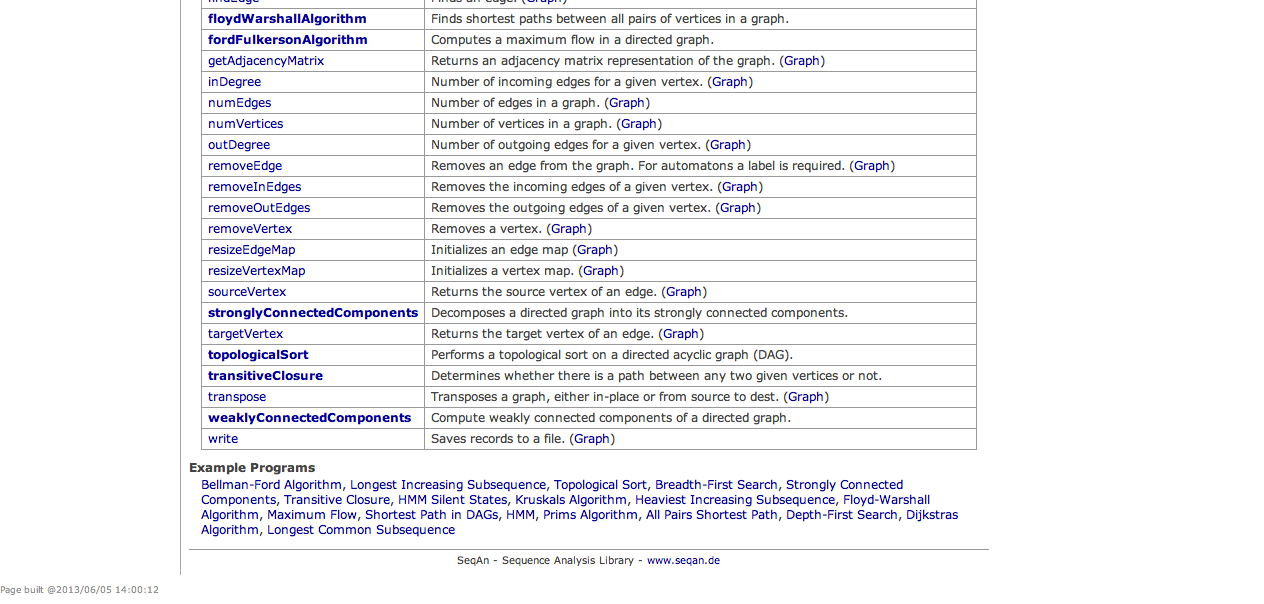 findEdge Finds an edge. (Graph)
floydWarshallAlgorithm Finds shortest paths between all pairs of vertices in a graph.
fordFulkersonAlgorithm Computes a maximum flow in a directed graph.
getAdjacencyMatrix Returns an adjacency matrix representation of the graph. (Graph)
inDegree Number of incoming edges for a given vertex. (Graph)
numEdges Number of edges in a graph. (Graph)
numVertices Number of vertices in a graph. (Graph)
outDegree Number of outgoing edges for a given vertex. (Graph)
removeEdge Removes an edge from the graph. For automatons a label is required. (Graph)
removeInEdges Removes the incoming edges of a given vertex. (Graph)
removeOutEdges Removes the outgoing edges of a given vertex. (Graph)
removeVertex Removes a vertex. (Graph)
resizeEdgeMap Initializes an edge map (Graph)
resizeVertexMap Initializes a vertex map. (Graph)
sourceVertex Returns the source vertex of an edge. (Graph)
stronglyConnectedComponents Decomposes a directed graph into its strongly connected components.
targetVertex Returns the target vertex of an edge. (Graph)
topologicalSort Performs a topological sort on a directed acyclic graph (DAG).
transitiveClosure Determines whether there is a path between any two given vertices or not.
transpose Transposes a graph, either in-place or from source to dest. (Graph)
weaklyConnectedComponents Compute weakly connected components of a directed graph.
write Saves records to a file. (Graph)
Example Programs
Bellman-Ford Algorithm, Longest Increasing Subsequence, Topological Sort, Breadth-First Search, Strongly Connected
Components, Transitive Closure, HMM Silent States, Kruskals Algorithm, Heaviest Increasing Subsequence, Floyd-Warshall
Algorithm, Maximum Flow, Shortest Path in DAGs, HMM, Prims Algorithm, All Pairs Shortest Path, Depth-First Search, Dijkstras
Algorithm, Longest Common Subsequence
SeqAn - Sequence Analysis Library - www.seqan.de
Page built @2013/06/05 14:00:12